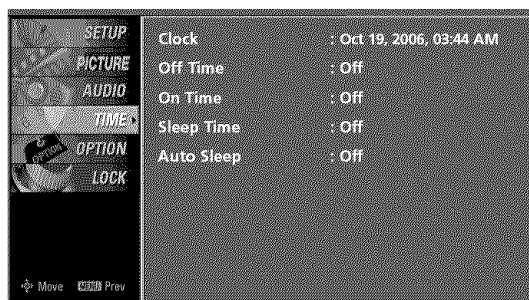 SETUP
PICTURE
AUDIO
TIME
OPTION
OPTION
LOCK
Clock : Oct 19, 2006, 03:44 AM
Off Time : Off
On Time : Off
Sleep Time : Off
Auto Sleep : Off
Move MENU Prev